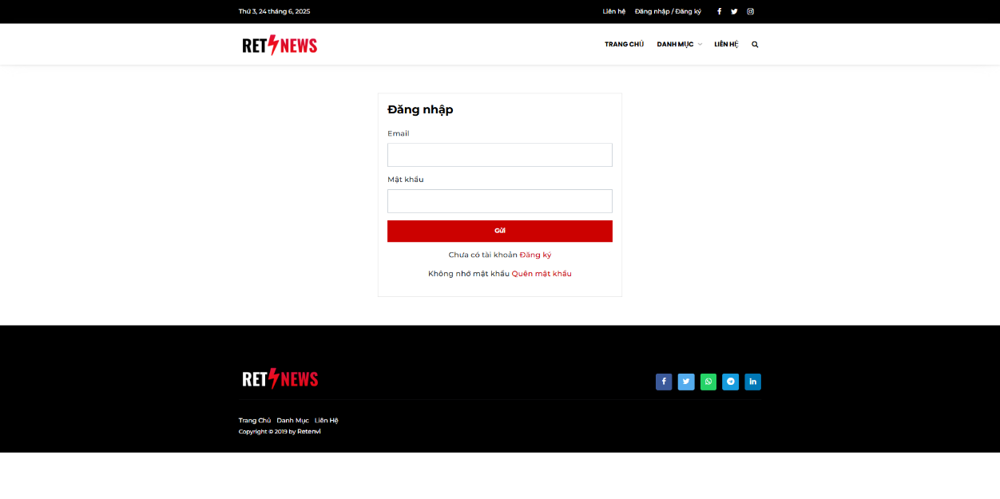 Thứ 3, 24 tháng 6, 2025
Liên hệ Đăng nhập / Đăng ký
RET NEWS
TRANG CHỦ DANH MỤC LIÊN HỆ
Đăng nhập
Email
Mật khẩu
Gửi
Chưa có tài khoản Đăng ký
Không nhớ mật khẩu Quên mật khẩu
RET NEWS
Trang Chủ Danh Mục Liên Hệ
Copyright © 2019 by Retenvi